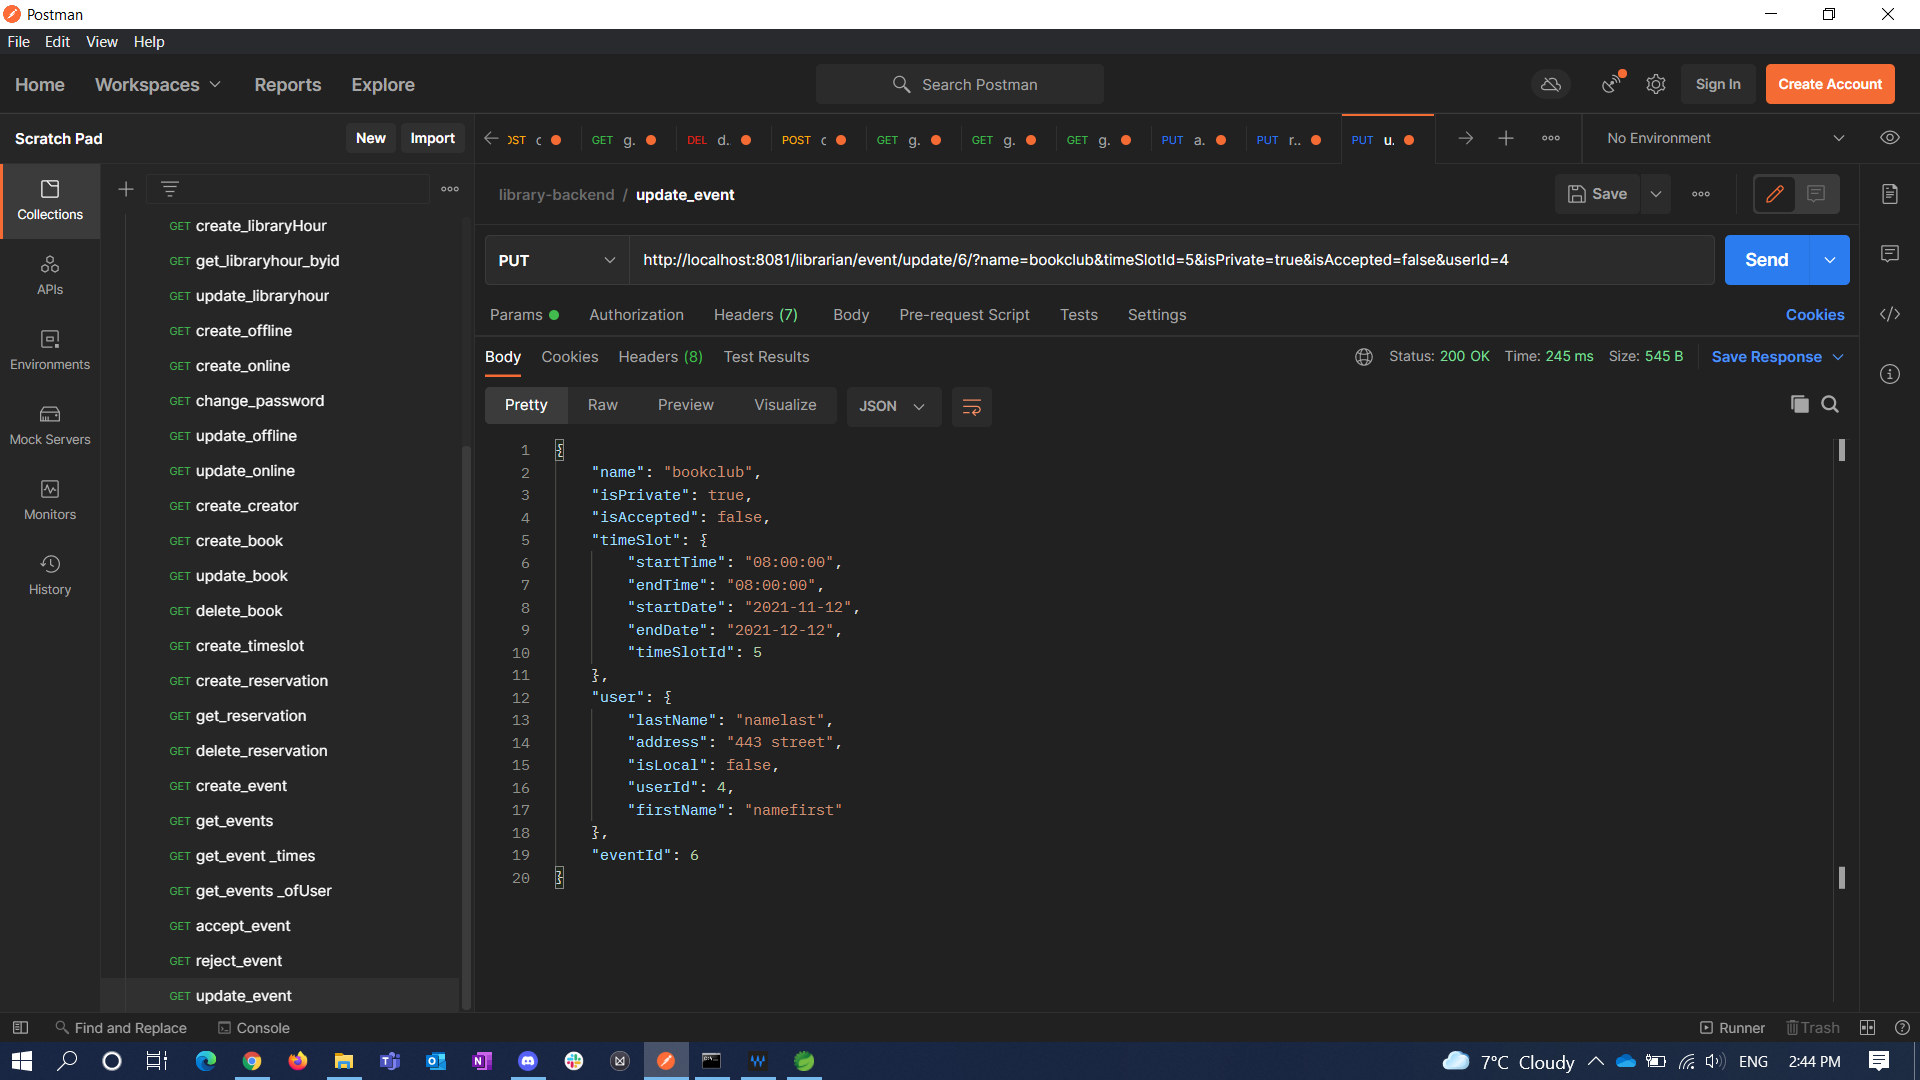 Postman
File Edit View Help
Home Workspaces Reports Explore Search Postman Sign In Create Account
Scratch Pad New Import OST c GET g. DEL d. POST c GET g. GET g. GET g. PUT a. PUT r.. PUT u. No Environment
Collections
APIs
Environments
Mock Servers
Monitors
History
GET create_libraryHour
GET get_libraryhour_byid
GET update_libraryhour
GET create_offline
GET create_online
GET change_password
GET update_offline
GET update_online
GET create_creator
GET create_book
GET update_book
GET delete_book
GET create_timeslot
GET create_reservation
GET get_reservation
GET delete_reservation
GET create_event
GET get_events
GET get_event _times
GET get_events _ofUser
GET accept_event
GET reject_event
GET update_event
library-backend / update_event Save
PUT http://localhost:8081/librarian/event/update/6/?name=bookclub&timeSlotId=5&isPrivate=true&isAccepted=false&userId=4 Send
Params Authorization Headers (7) Body Pre-request Script Tests Settings Cookies
Body Cookies Headers (8) Test Results Status: 200 OK Time: 245 ms Size: 545 B Save Response
Pretty Raw Preview Visualize JSON
1 {
2 "name": "bookclub",
3 "isPrivate": true,
4 "isAccepted": false,
5 "timeSlot": {
6 "startTime": "08:00:00",
7 "endTime": "08:00:00",
8 "startDate": "2021-11-12",
9 "endDate": "2021-12-12",
10 "timeSlotId": 5
11 },
12 "user": {
13 "lastName": "namelast",
14 "address": "443 street",
15 "isLocal": false,
16 "userId": 4,
17 "firstName": "namefirst"
18 },
19 "eventId": 6
20 }
Find and Replace Console Runner Trash
7°C Cloudy ENG 2:44 PM